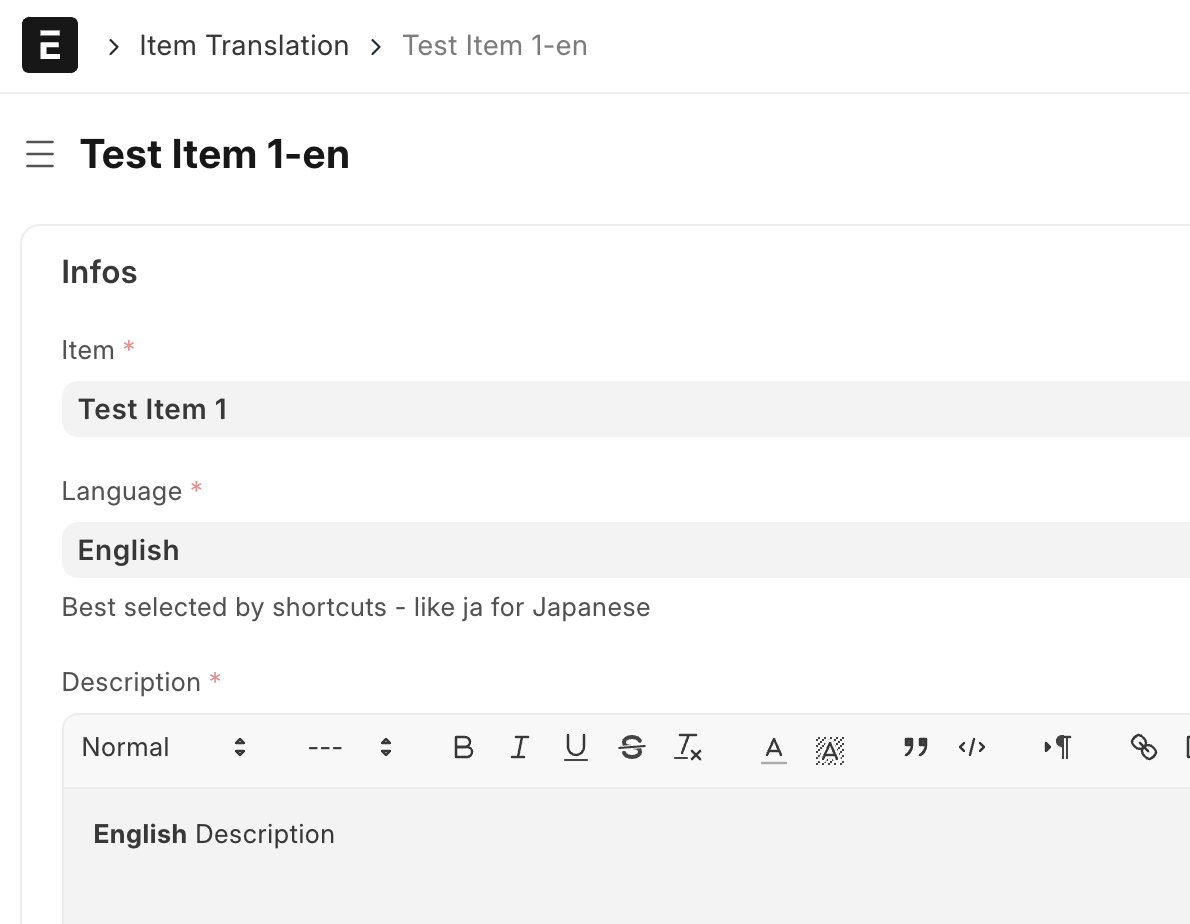 E > Item Translation > Test Item 1-en
Test Item 1-en
Infos
Item *
Test Item 1
Language *
English
Best selected by shortcuts - like ja for Japanese
Description *
Normal --- B I U S Tx A A ” </> ¶
English Description